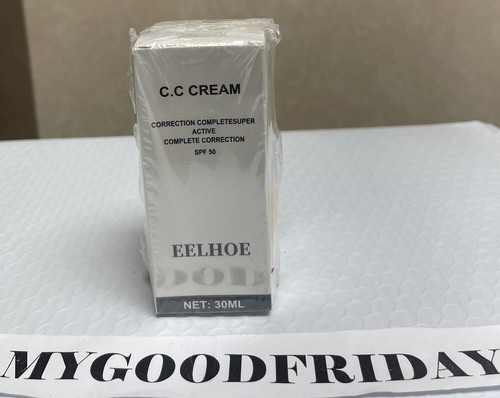 C.C CREAM
CORRECTION COMPLETESUPER
ACTIVE
COMPLETE CORRECTION
SPF 50
EELHOE
NET: 30ML
MYGOODFRIDAY